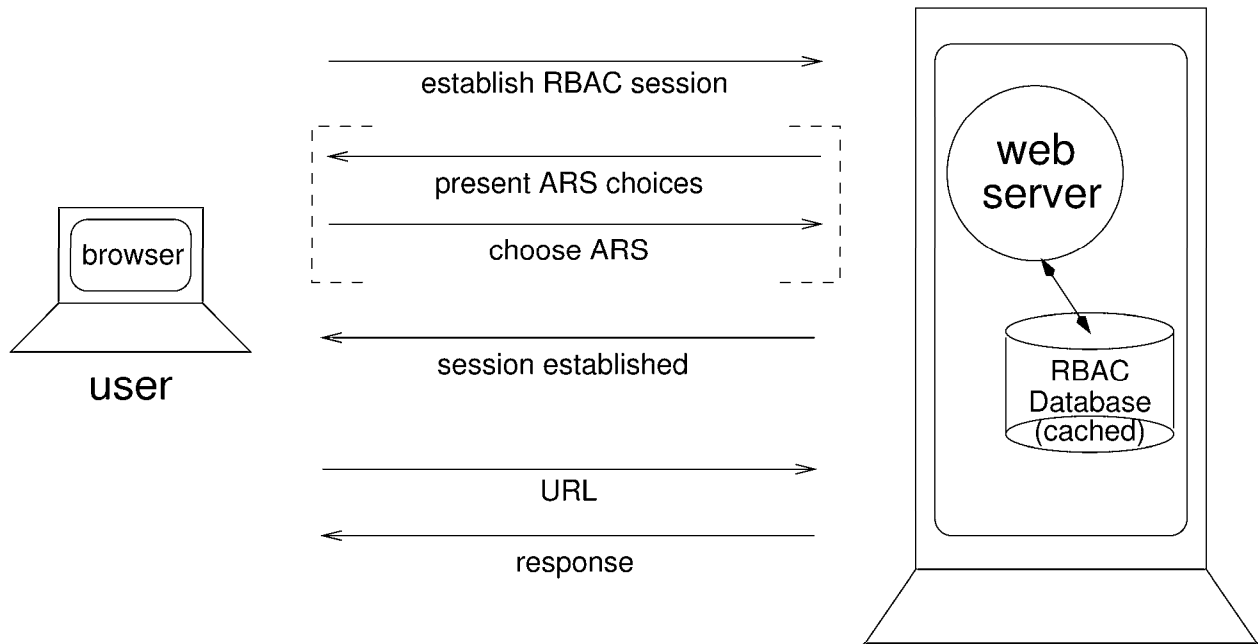 establish RBAC session
present ARS choices
choose ARS
session established
URL
response
browser
user
web
server
RBAC
Database
(cached)